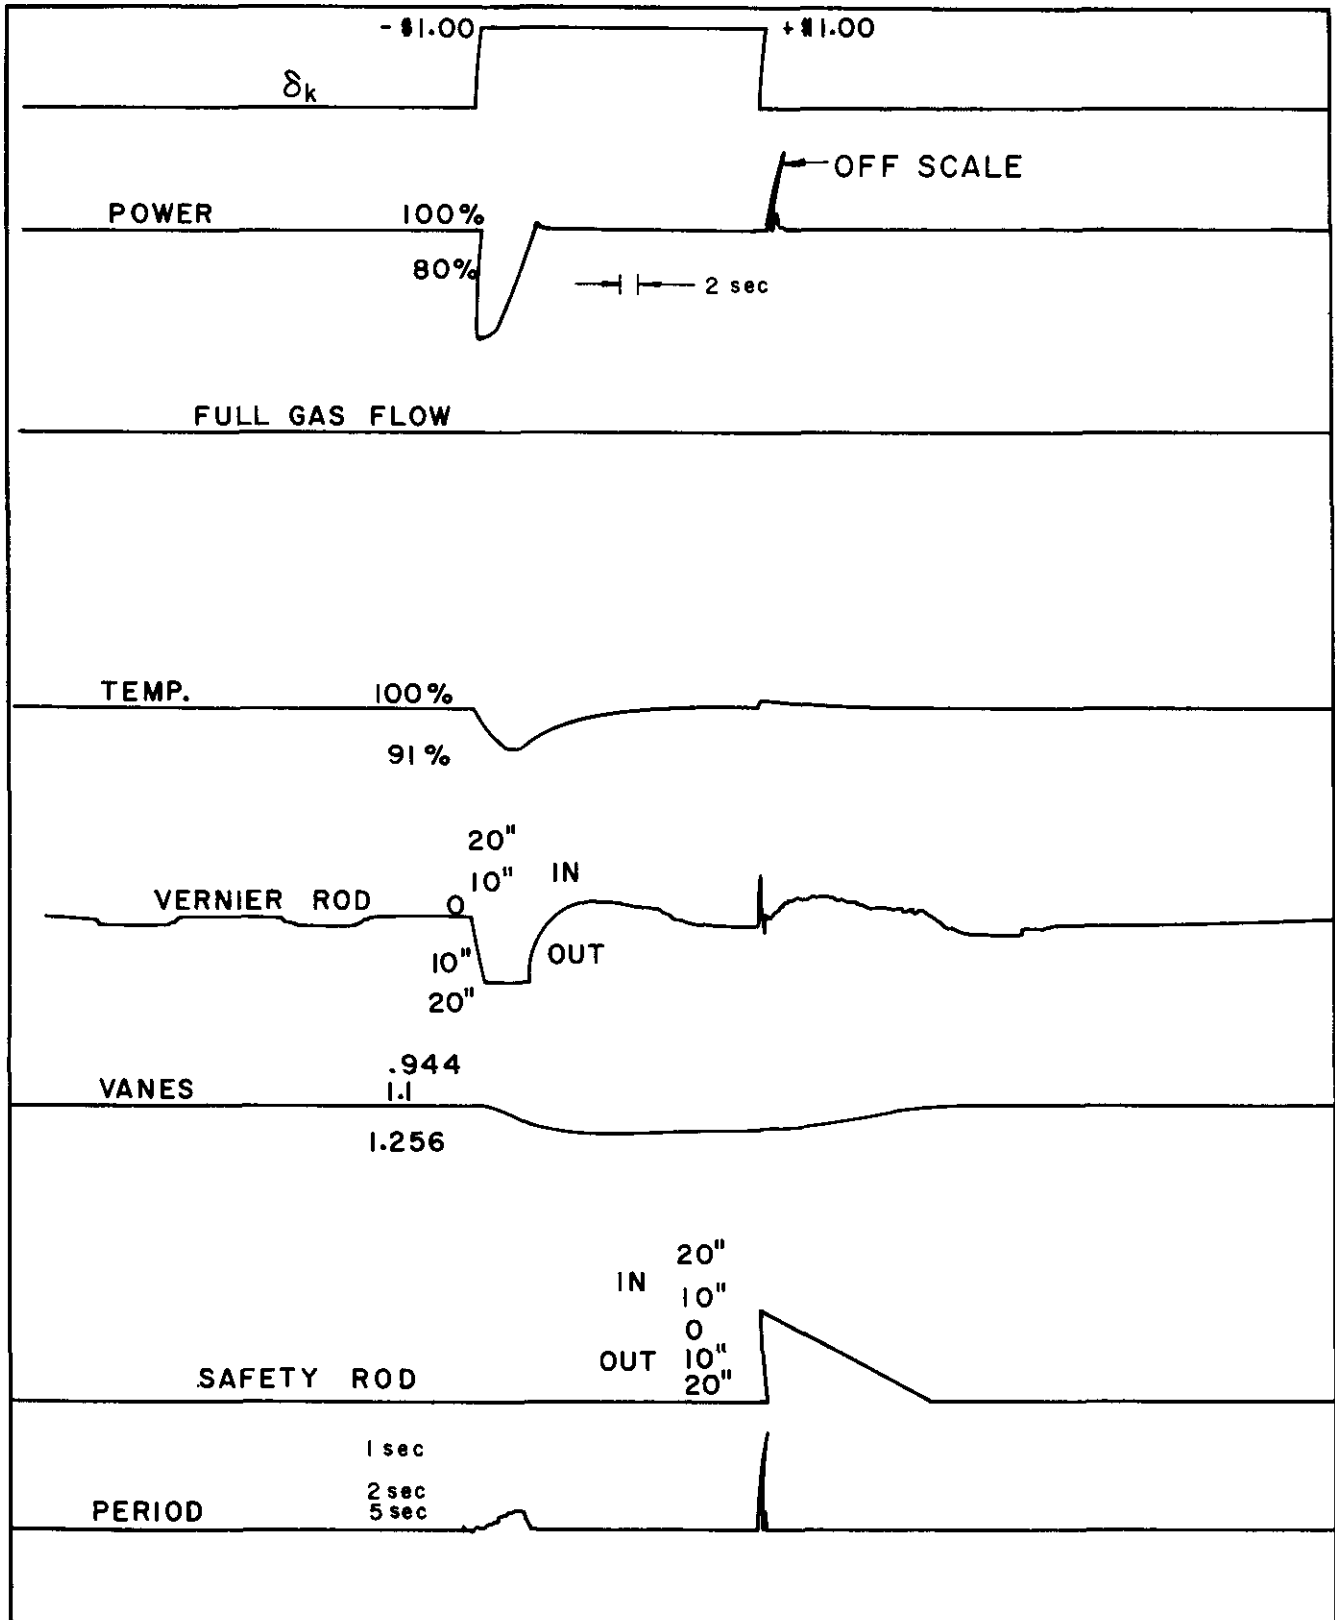 - $1.00
+ $1.00
δk
OFF SCALE
POWER 100%
80%
2 sec
FULL GAS FLOW
TEMP. 100%
91%
20"
10" IN
VERNIER ROD 0
10" OUT
20"
.944
VANES 1.1
1.256
20"
IN 10"
0
OUT 10"
SAFETY ROD 20"
1 sec
2 sec
PERIOD 5 sec